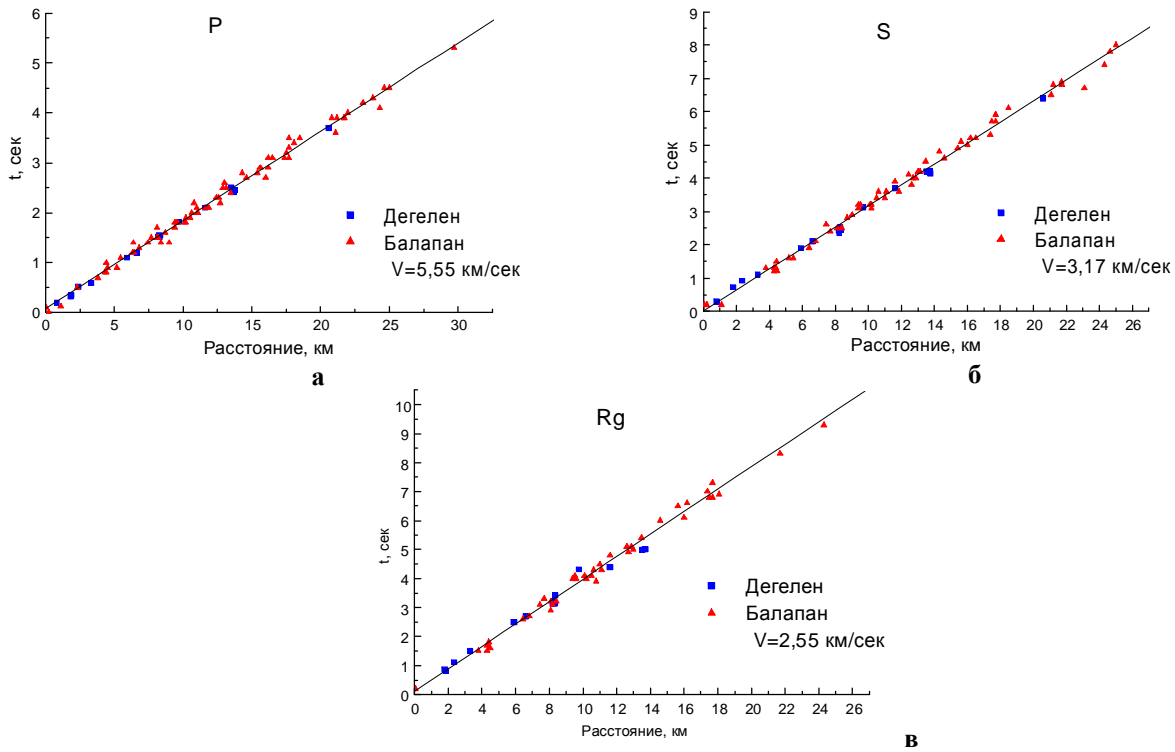 P
6
5
4
3
2
1
0
t, сек
0 5 10 15 20 25 30
Расстояние, км
Дегелен
Балапан
V=5,55 км/сек
а
S
9
8
7
6
5
4
3
2
1
0
t, сек
0 2 4 6 8 10 12 14 16 18 20 22 24 26
Расстояние, км
Дегелен
Балапан
V=3,17 км/сек
б
Rg
10
9
8
7
6
5
4
3
2
1
0
t, сек
0 2 4 6 8 10 12 14 16 18 20 22 24 26
Расстояние, км
Дегелен
Балапан
V=2,55 км/сек
в